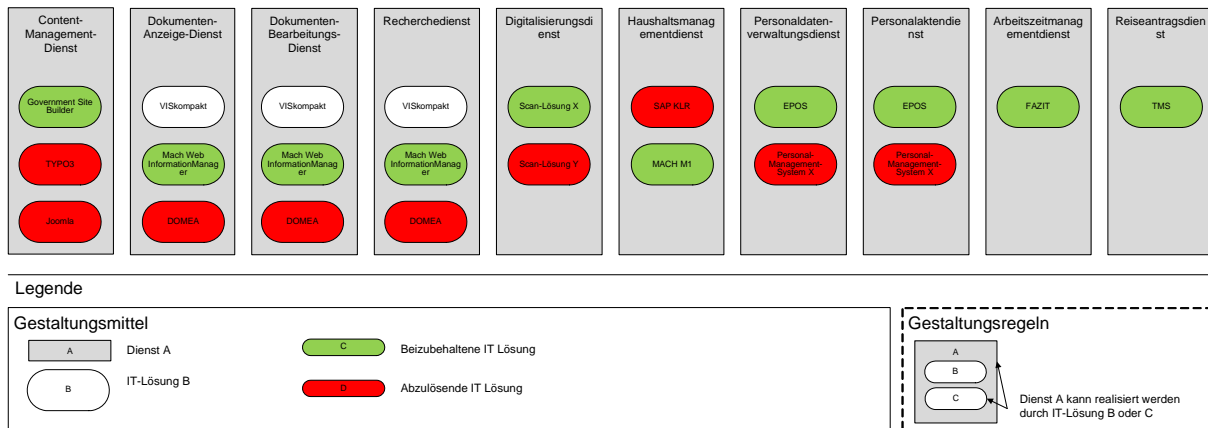 Content-
Management-
Dienst
Government Site
Builder
TYPO3
Joomla
Dokumenten-
Anzeige-Dienst
VISkompakt
Mach Web
InformationManag
er
DOMEA
Dokumenten-
Bearbeitungs-
Dienst
VISkompakt
Mach Web
InformationManag
er
DOMEA
Recherchedienst
VISkompakt
Mach Web
InformationManag
er
DOMEA
Digitalisierungsdi
enst
Scan-Lösung X
Scan-Lösung Y
Haushaltsmanag
ementdienst
SAP KLR
MACH M1
Personaldaten-
verwaltungsdienst
EPOS
Personal-
Management-
System X
Personalaktendie
nst
EPOS
Personal-
Management-
System X
Arbeitszeitmanag
ementdienst
FAZIT
Reiseantragsdien
st
TMS
Legende
Gestaltungsmittel
A
Dienst A
B
IT-Lösung B
C
Beizubehaltene IT Lösung
D
Abzulösende IT Lösung
Gestaltungsregeln
A
B
C
Dienst A kann realisiert werden
durch IT-Lösung B oder C